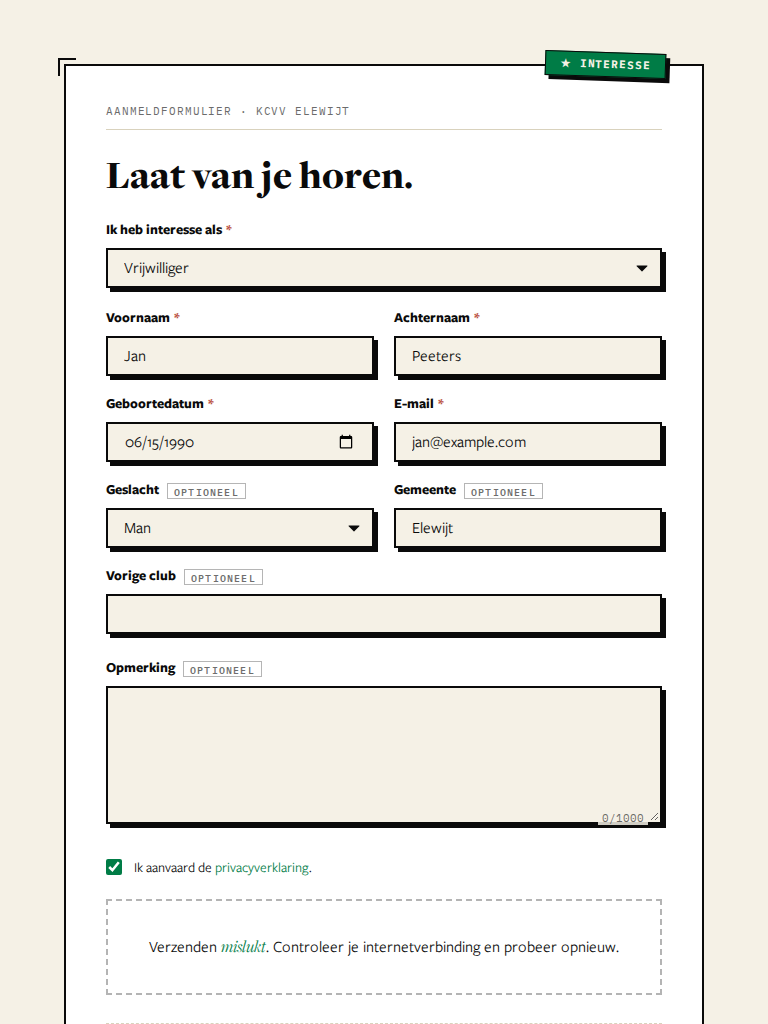 ★ INTERESSE
AANMELDFORMULIER · KCVV ELEWIJT
Laat van je horen.
Ik heb interesse als *
Vrijwilliger
Voornaam *
Achternaam *
Jan
Peeters
Geboortedatum *
E-mail *
06/15/1990
jan@example.com
Geslacht OPTIONEEL
Gemeente OPTIONEEL
Man
Elewijt
Vorige club OPTIONEEL
Opmerking OPTIONEEL
0/1000
Ik aanvaard de privacyverklaring.
Verzenden mislukt. Controleer je internetverbinding en probeer opnieuw.